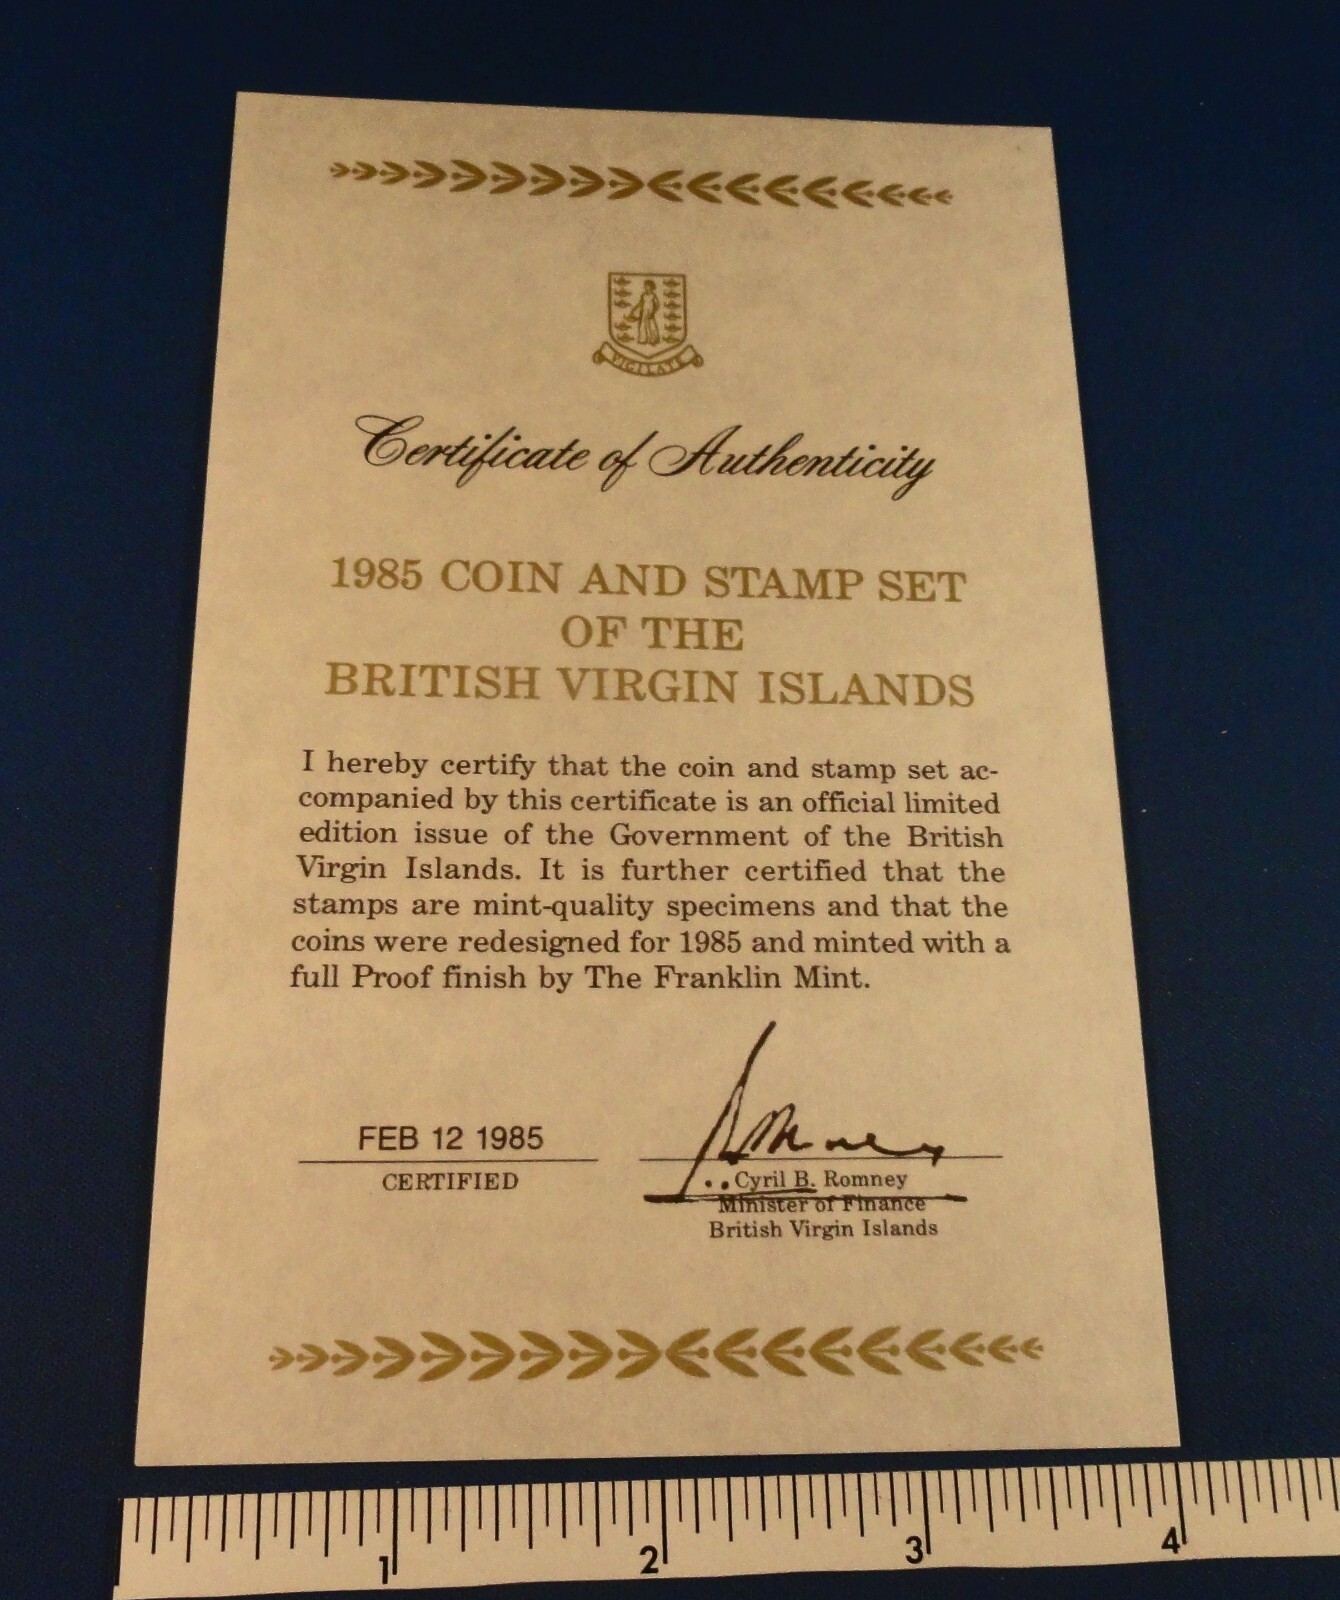 VIGILATE
Certificate of Authenticity
1985 COIN AND STAMP SET
OF THE
BRITISH VIRGIN ISLANDS
I hereby certify that the coin and stamp set ac-
companied by this certificate is an official limited
edition issue of the Government of the British
Virgin Islands. It is further certified that the
stamps are mint-quality specimens and that the
coins were redesigned for 1985 and minted with a
full Proof finish by The Franklin Mint.
FEB 12 1985
CERTIFIED
Cyril B. Romney
Minister of Finance
British Virgin Islands
1 2 3 4